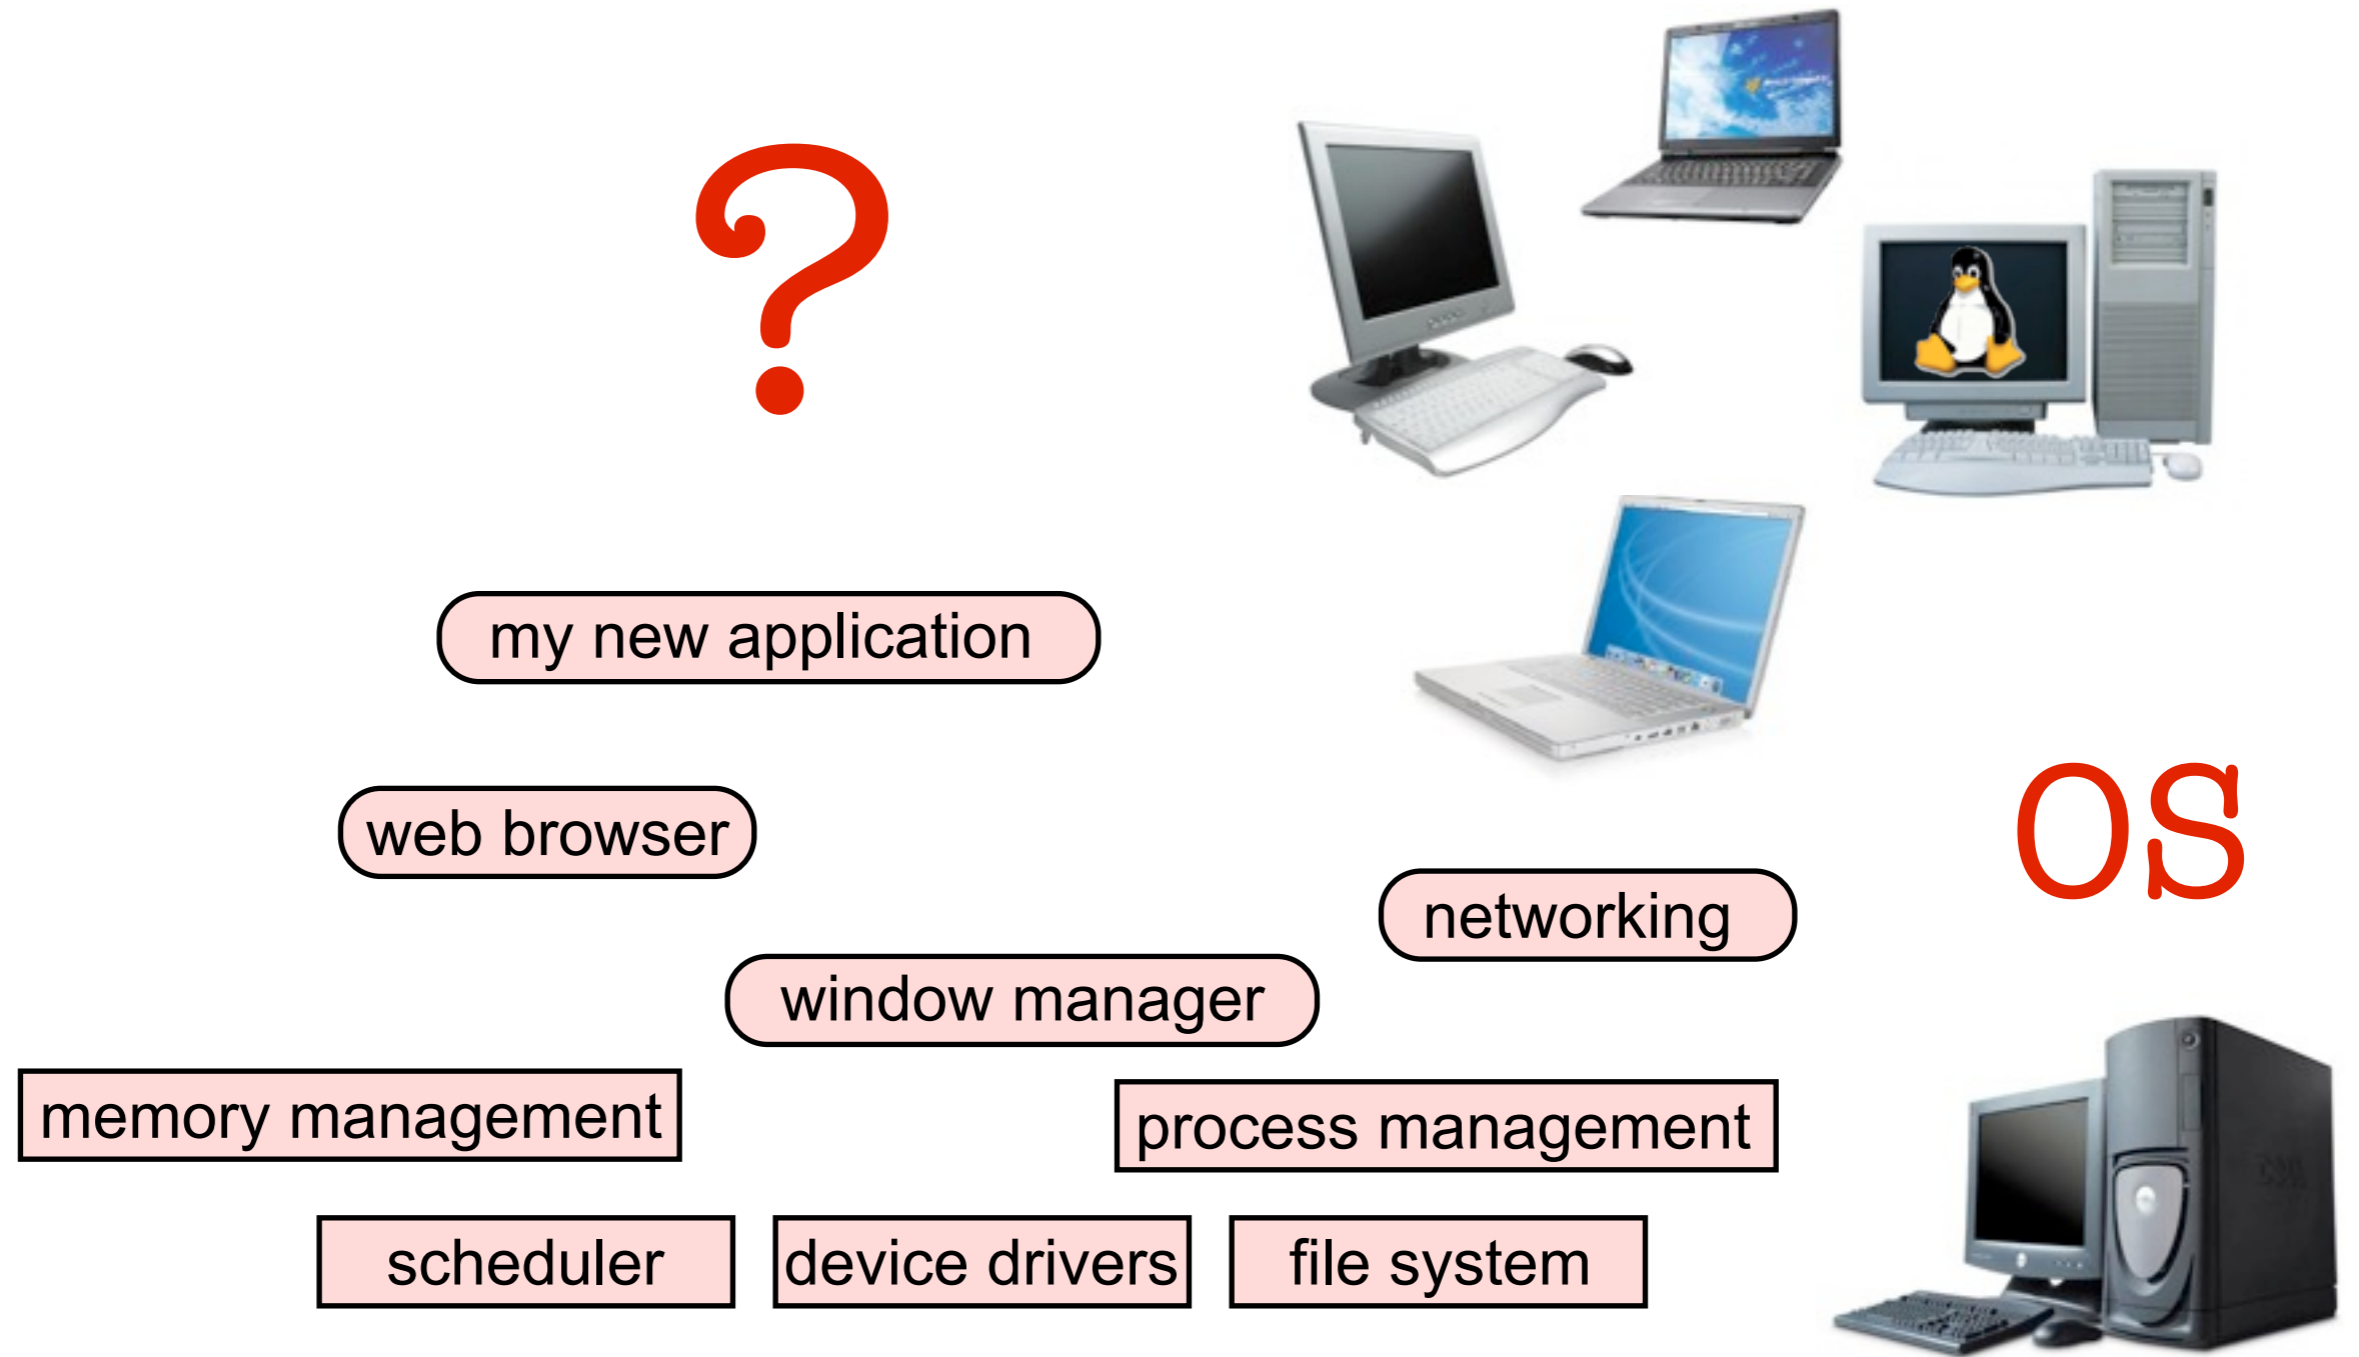 ?
my new application
web browser
OS
networking
window manager
memory management
process management
scheduler
device drivers
file system